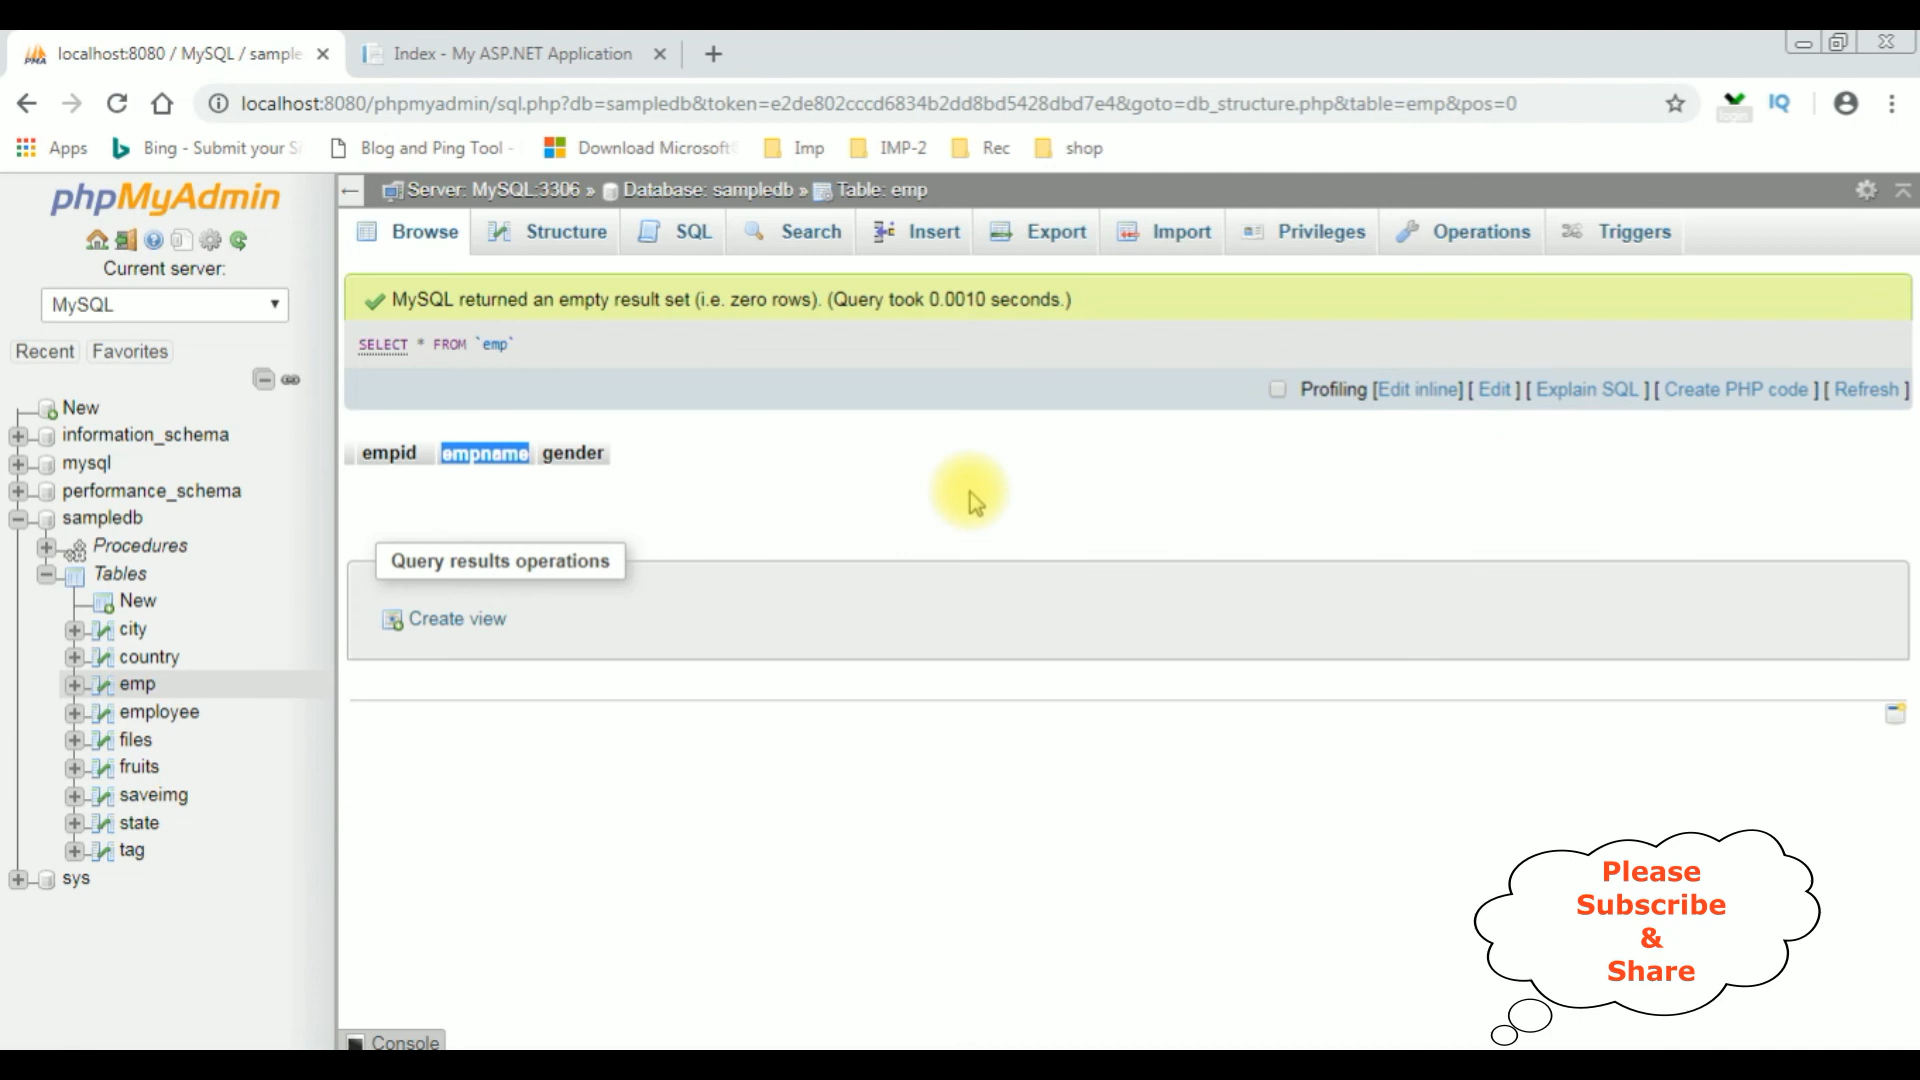 localhost:8080 / MySQL / sample
Index - My ASP.NET Application
localhost:8080/phpmyadmin/sql.php?db=sampledb&token=e2de802cccd6834b2dd8bd5428dbd7e4&goto=db_structure.php&table=emp&pos=0
login
IQ
Apps
Bing - Submit your S
Blog and Ping Tool -
Download Microsoft
Imp
IMP-2
Rec
shop
phpMyAdmin
Current server:
MySQL
Recent
Favorites
New
information_schema
mysql
performance_schema
sampledb
Procedures
Tables
New
city
country
emp
employee
files
fruits
saveimg
state
tag
sys
Server: MySQL:3306 » Database: sampledb » Table: emp
Browse
Structure
SQL
Search
Insert
Export
Import
Privileges
Operations
Triggers
MySQL returned an empty result set (i.e. zero rows). (Query took 0.0010 seconds.)
SELECT * FROM `emp`
Profiling [Edit inline] [ Edit ] [ Explain SQL ] [ Create PHP code ] [ Refresh ]
empid empname gender
Query results operations
Create view
Console
Please
Subscribe
&
Share